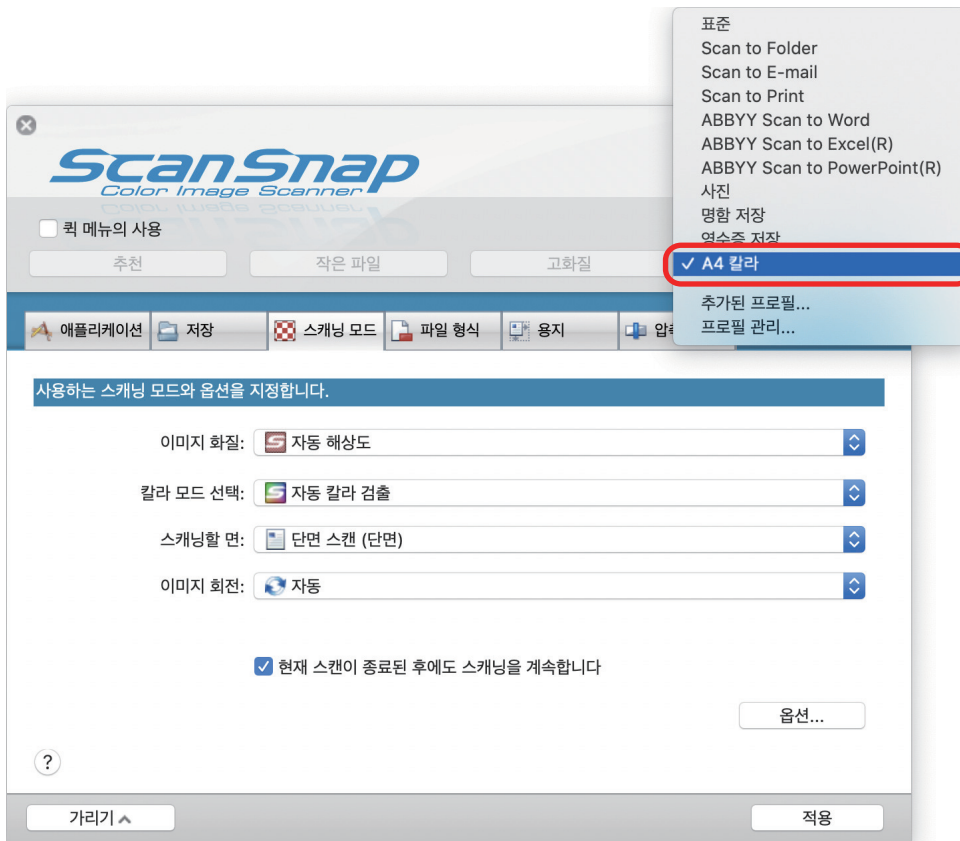 표준
Scan to Folder
Scan to E-mail
Scan to Print
ABBYY Scan to Word
ABBYY Scan to Excel(R)
ABBYY Scan to PowerPoint(R)
사진
명함 저장
영수증 저장
✓ A4 칼라
추가된 프로필...
프로필 관리...
ScanSnap
Color Image Scanner
퀵 메뉴의 사용
추천 작은 파일 고화질
애플리케이션 저장 스캐닝 모드 파일 형식 용지
사용하는 스캐닝 모드와 옵션을 지정합니다.
이미지 화질: 자동 해상도
칼라 모드 선택: 자동 칼라 검출
스캐닝할 면: 단면 스캔 (단면)
이미지 회전: 자동
현재 스캔이 종료된 후에도 스캐닝을 계속합니다
옵션...
?
가리기 적용